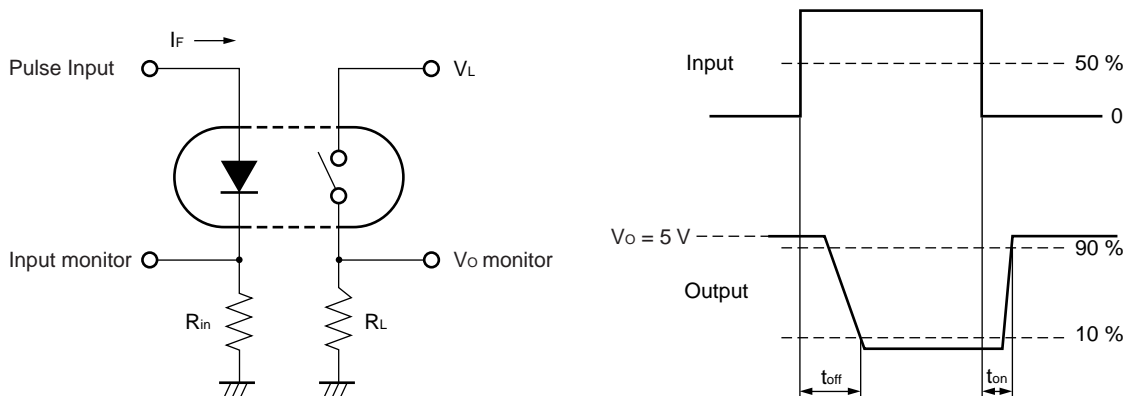 IF
Pulse Input
VL
Input monitor
VO monitor
Rin
RL
Input
50 %
0
VO = 5 V
90 %
Output
10 %
toff
ton